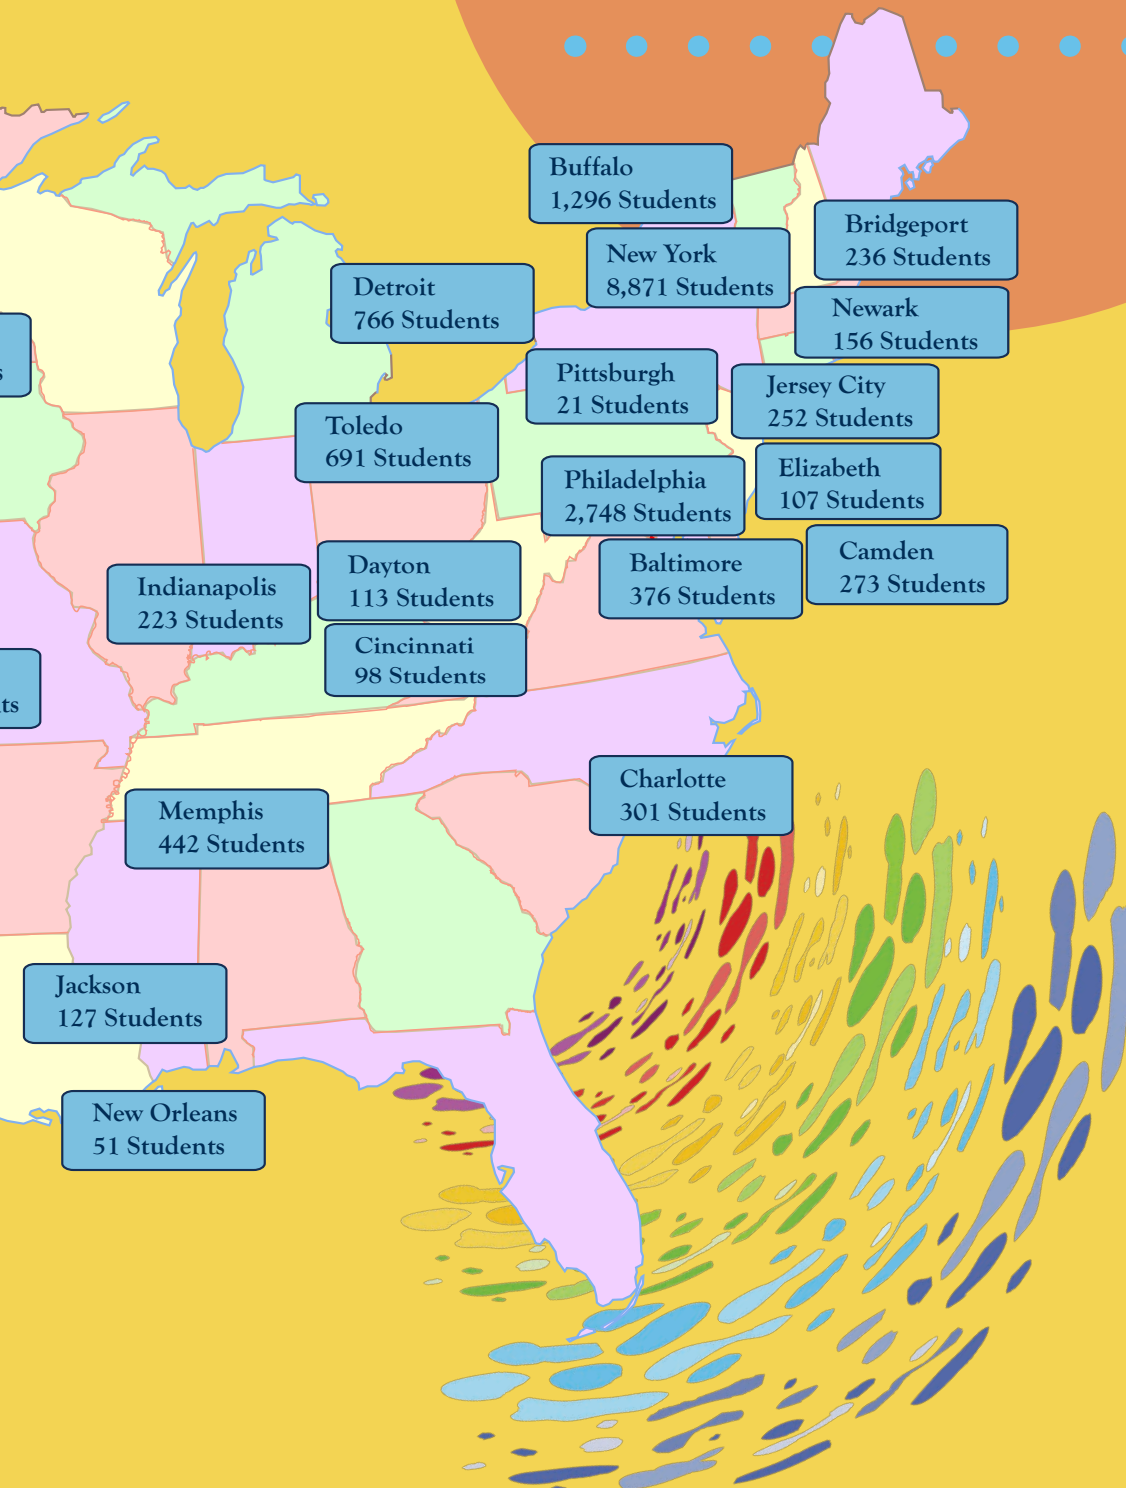 Buffalo
1,296 Students
New York
8,871 Students
Bridgeport
236 Students
Detroit
766 Students
Newark
156 Students
Pittsburgh
21 Students
Jersey City
252 Students
Toledo
691 Students
Philadelphia
2,748 Students
Elizabeth
107 Students
Camden
273 Students
Baltimore
376 Students
Dayton
113 Students
Indianapolis
223 Students
Cincinnati
98 Students
Charlotte
301 Students
Memphis
442 Students
Jackson
127 Students
New Orleans
51 Students